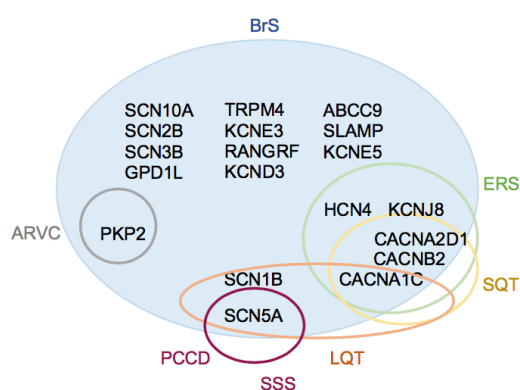 BrS
SCN10A TRPM4 ABCC9
SCN2B KCNE3 SLAMP
SCN3B RANGRF KCNE5
GPD1L KCND3
ERS
HCN4 KCNJ8
ARVC PKP2
CACNA2D1
CACNB2
SCN1B CACNA1C SQT
SCN5A
PCCD LQT
SSS